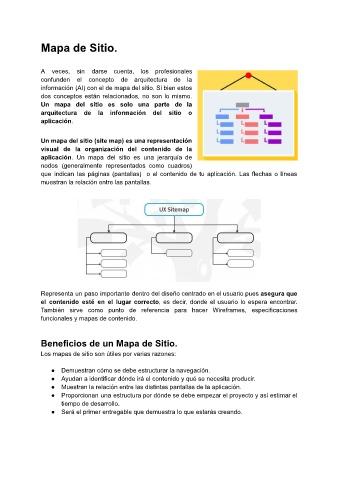 Mapa de Sitio.
A veces, sin darse cuenta, los profesionales
confunden el concepto de arquitectura de la
información (AI) con el de mapa del sitio. Si bien estos
dos conceptos están relacionados, no son lo mismo.
Un mapa del sitio es solo una parte de la
arquitectura de la información del sitio o
aplicación.
Un mapa del sitio (site map) es una representación
visual de la organización del contenido de la
aplicación. Un mapa del sitio es una jerarquía de
nodos (generalmente representados como cuadros)
que indican las páginas (pantallas) o el contenido de tu aplicación. Las flechas o líneas
muestran la relación entre las pantallas.
UX Sitemap
Representa un paso importante dentro del diseño centrado en el usuario pues asegura que
el contenido esté en el lugar correcto, es decir, donde el usuario lo espera encontrar.
También sirve como punto de referencia para hacer Wireframes, especificaciones
funcionales y mapas de contenido.
Beneficios de un Mapa de Sitio.
Los mapas de sitio son útiles por varias razones:
● Demuestran cómo se debe estructurar la navegación.
● Ayudan a identificar dónde irá el contenido y qué se necesita producir.
● Muestran la relación entre las distintas pantallas de la aplicación.
● Proporcionan una estructura por dónde se debe empezar el proyecto y así estimar el
tiempo de desarrollo.
● Será el primer entregable que demuestra lo que estarás creando.